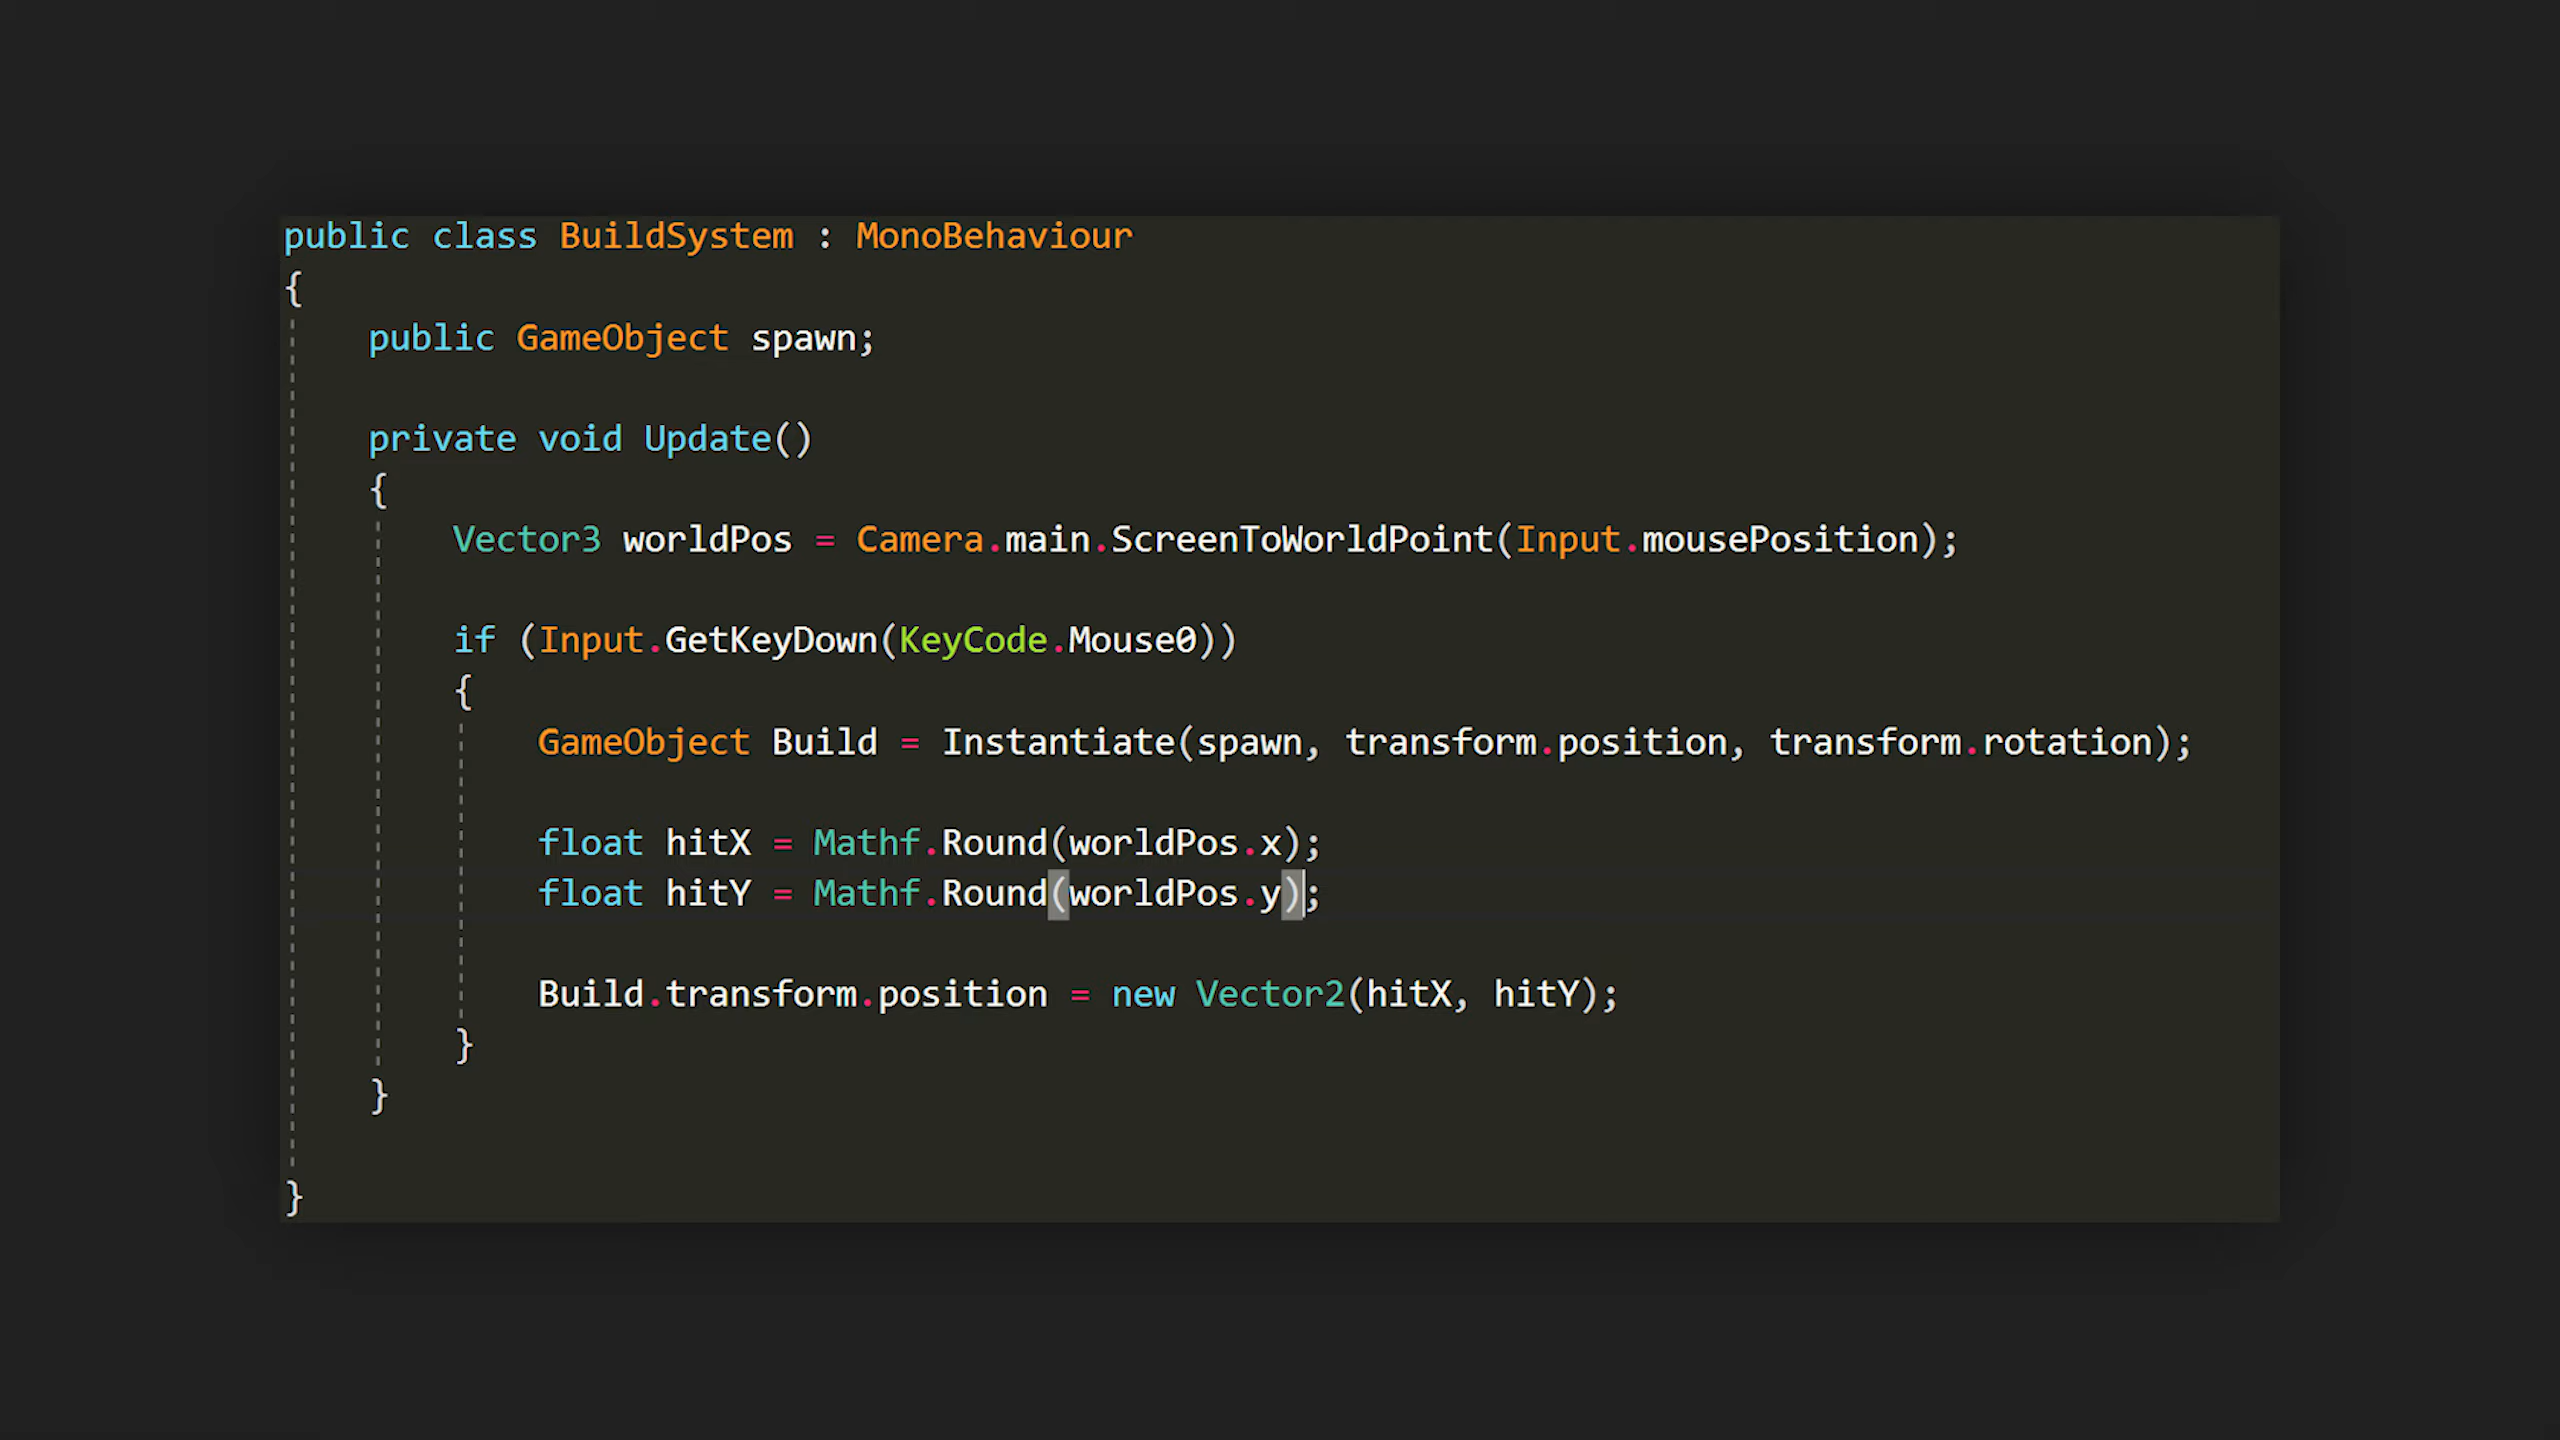 public class BuildSystem : MonoBehaviour
{
    public GameObject spawn;

    private void Update()
    {
        Vector3 worldPos = Camera.main.ScreenToWorldPoint(Input.mousePosition);

        if (Input.GetKeyDown(KeyCode.Mouse0))
        {
            GameObject Build = Instantiate(spawn, transform.position, transform.rotation);

            float hitX = Mathf.Round(worldPos.x);
            float hitY = Mathf.Round(worldPos.y);

            Build.transform.position = new Vector2(hitX, hitY);
        }
    }

}